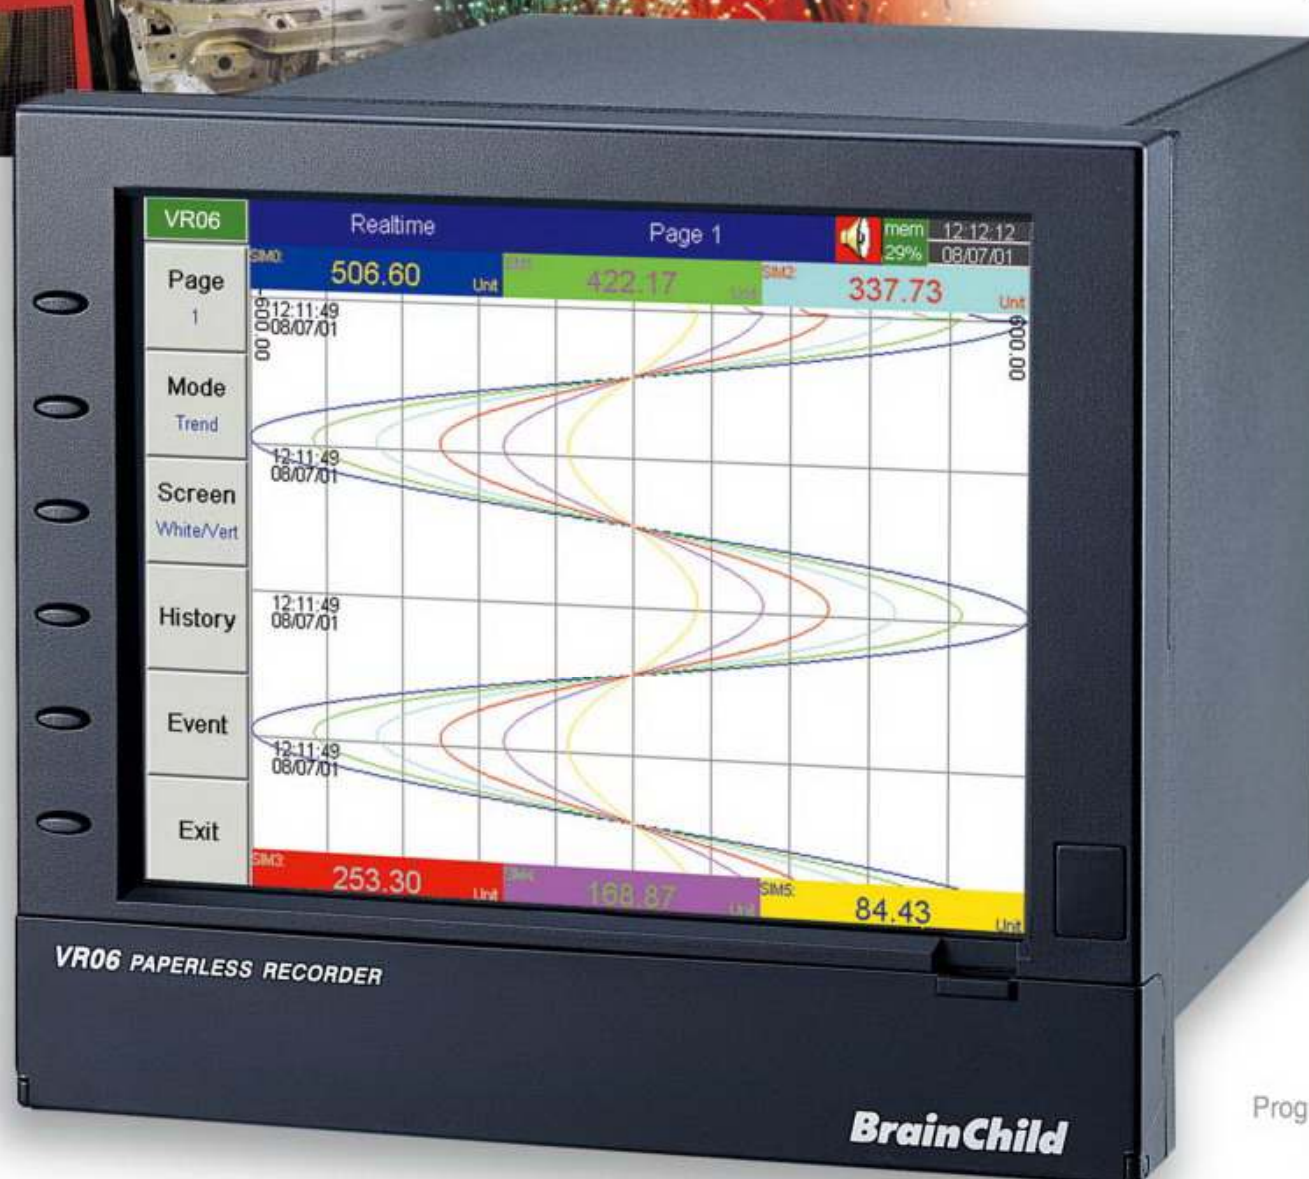 VR06 Realtime Page 1 mem 12:12:12
29% 08/07/01
SIM0: 506.60 Unit SIM1: 422.17 Unit SIM2: 337.73 Unit
Page
1
-600.00
12:11:49
08/07/01
600.00
Mode
Trend
12:11:49
08/07/01
Screen
White/Vert
History
12:11:49
08/07/01
Event
12:11:49
08/07/01
Exit
SIM3: 253.30 Unit SIM4: 168.87 Unit SIM5: 84.43 Unit
VR06 PAPERLESS RECORDER
BrainChild
Prog